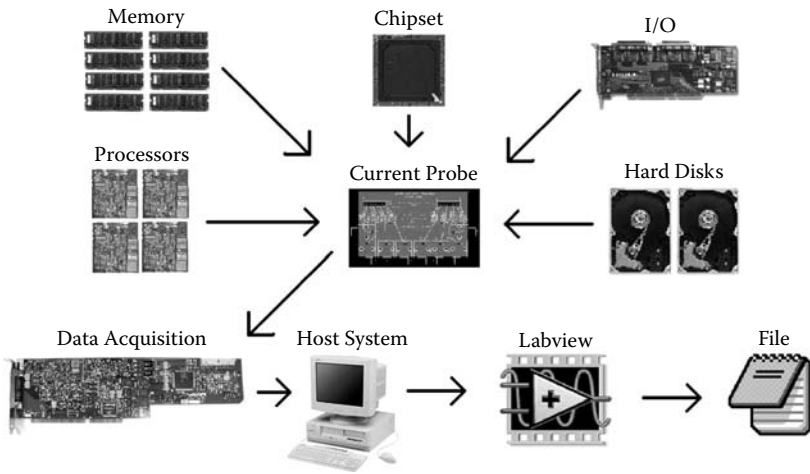 Memory
Chipset
I/O
Processors
Current Probe
Hard Disks
Data Acquisition
Host System
Labview
File